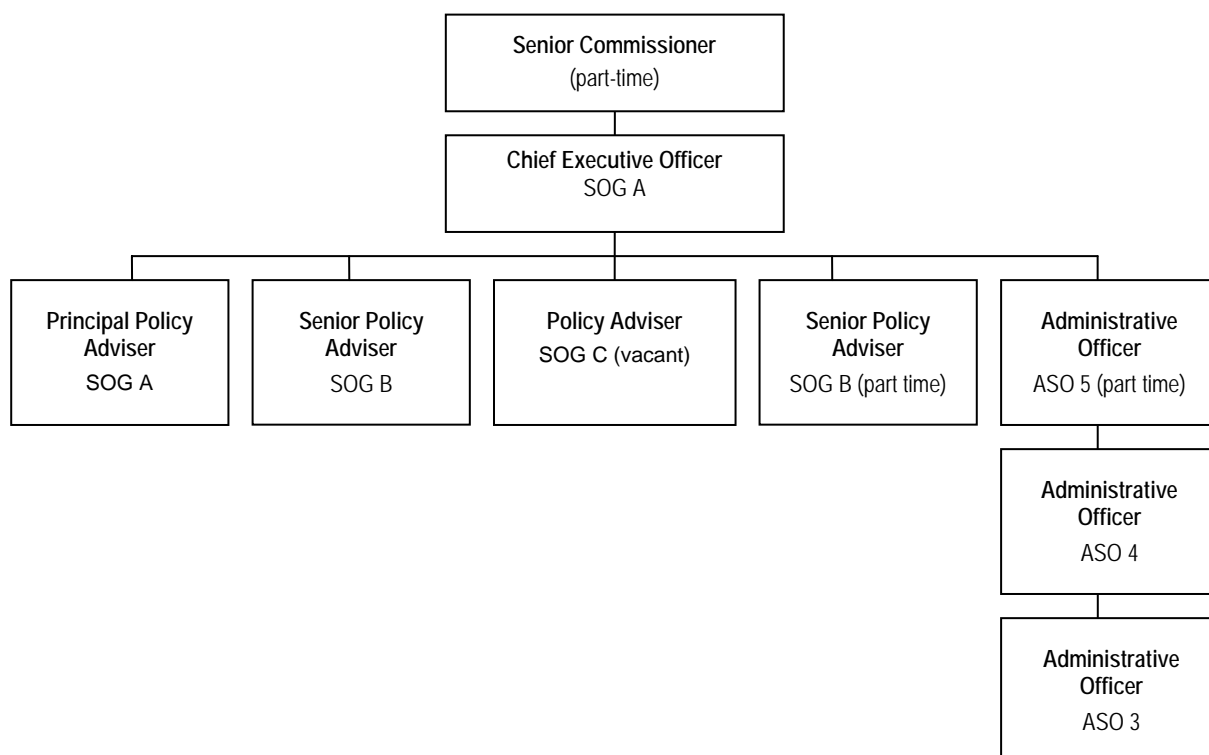 Senior Commissioner
(part-time)
Chief Executive Officer
SOG A
Principal Policy
Adviser
SOG A
Senior Policy
Adviser
SOG B
Policy Adviser
SOG C (vacant)
Senior Policy
Adviser
SOG B (part time)
Administrative
Officer
ASO 5 (part time)
Administrative
Officer
ASO 4
Administrative
Officer
ASO 3